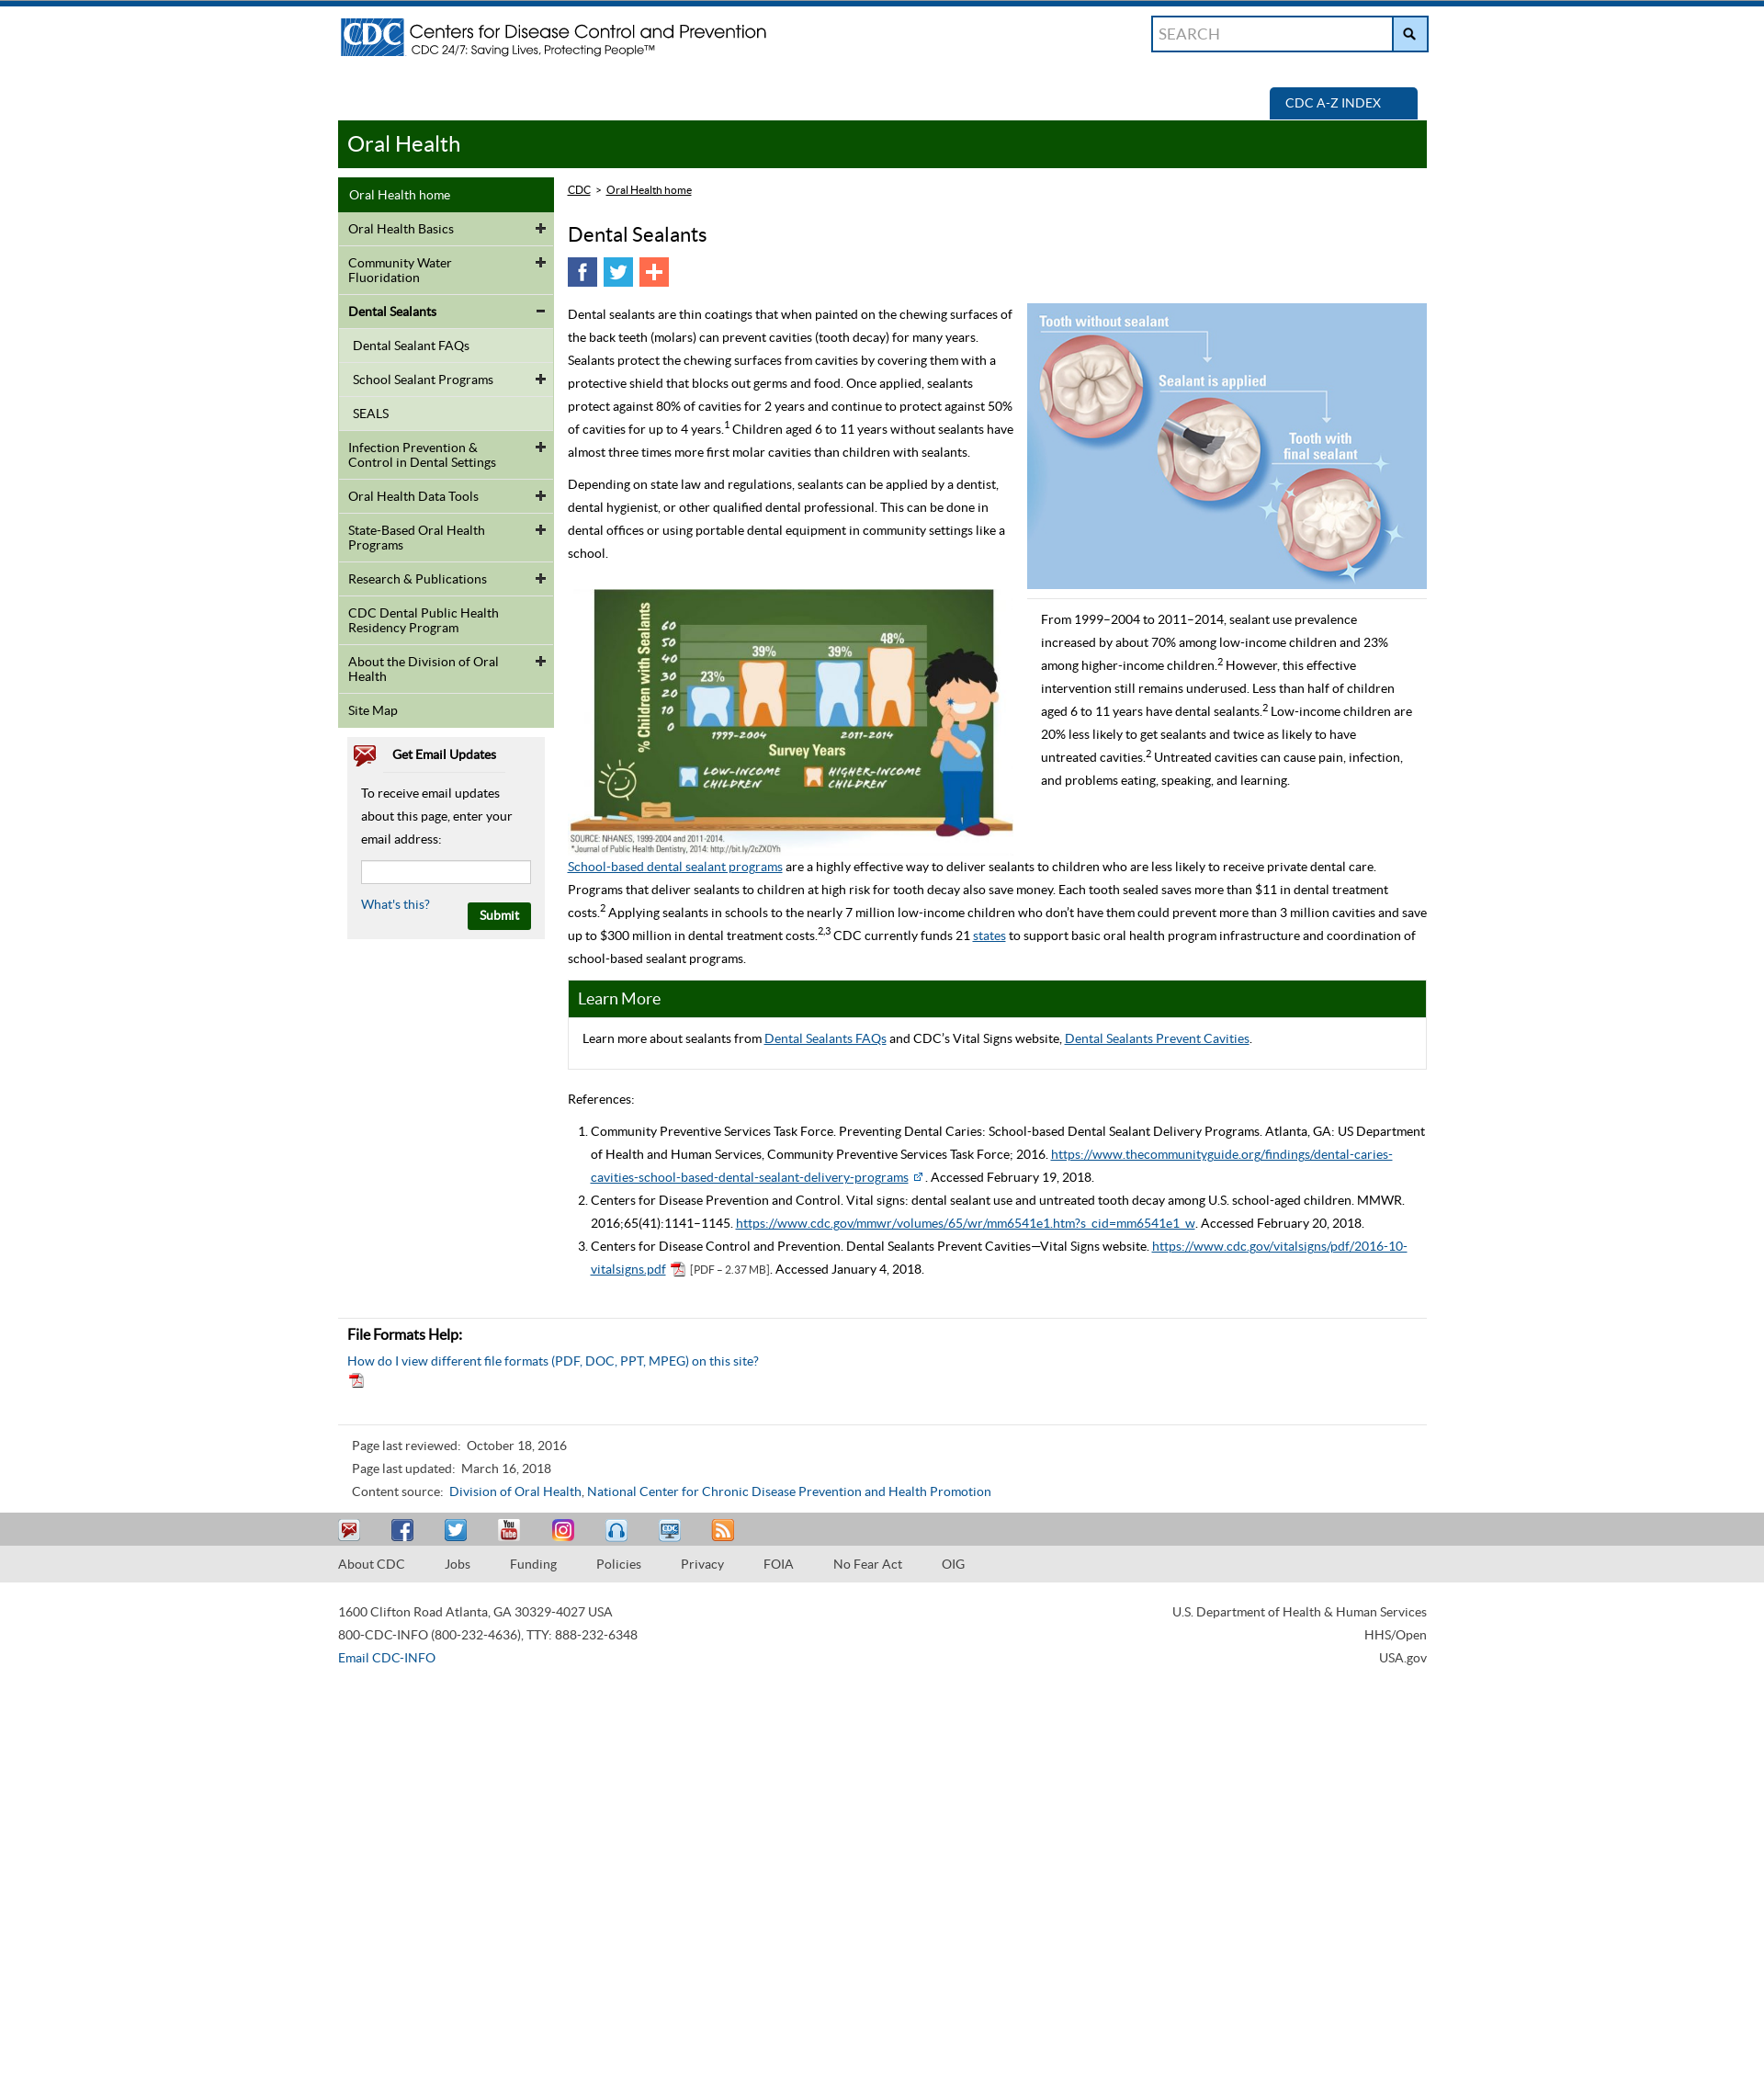 CDC Centers for Disease Control and Prevention
CDC 24/7: Saving Lives, Protecting People™
SEARCH
CDC A-Z INDEX
Oral Health
Oral Health home
Oral Health Basics
Community Water
Fluoridation
Dental Sealants
Dental Sealant FAQs
School Sealant Programs
SEALS
Infection Prevention &
Control in Dental Settings
Oral Health Data Tools
State-Based Oral Health
Programs
Research & Publications
CDC Dental Public Health
Residency Program
About the Division of Oral
Health
Site Map
Get Email Updates
To receive email updates
about this page, enter your
email address:
What's this?
Submit
CDC > Oral Health home
Dental Sealants
Dental sealants are thin coatings that when painted on the chewing surfaces of
the back teeth (molars) can prevent cavities (tooth decay) for many years.
Sealants protect the chewing surfaces from cavities by covering them with a
protective shield that blocks out germs and food. Once applied, sealants
protect against 80% of cavities for 2 years and continue to protect against 50%
of cavities for up to 4 years.1 Children aged 6 to 11 years without sealants have
almost three times more first molar cavities than children with sealants.
Depending on state law and regulations, sealants can be applied by a dentist,
dental hygienist, or other qualified dental professional. This can be done in
dental offices or using portable dental equipment in community settings like a
school.
Tooth without sealant
Sealant is applied
Tooth with
final sealant
% Children with Sealants
60
50
40
30
20
10
0
23%
39%
39%
48%
1999-2004
2011-2014
Survey Years
LOW-INCOME
CHILDREN
HIGHER-INCOME
CHILDREN
SOURCE: NHANES, 1999-2004 and 2011-2014.
*Journal of Public Health Dentistry, 2014: http://bit.ly/2cZXOYh
From 1999–2004 to 2011–2014, sealant use prevalence
increased by about 70% among low-income children and 23%
among higher-income children.2 However, this effective
intervention still remains underused. Less than half of children
aged 6 to 11 years have dental sealants.2 Low-income children are
20% less likely to get sealants and twice as likely to have
untreated cavities.2 Untreated cavities can cause pain, infection,
and problems eating, speaking, and learning.
School-based dental sealant programs are a highly effective way to deliver sealants to children who are less likely to receive private dental care.
Programs that deliver sealants to children at high risk for tooth decay also save money. Each tooth sealed saves more than $11 in dental treatment
costs.2 Applying sealants in schools to the nearly 7 million low-income children who don’t have them could prevent more than 3 million cavities and save
up to $300 million in dental treatment costs.2,3 CDC currently funds 21 states to support basic oral health program infrastructure and coordination of
school-based sealant programs.
Learn More
Learn more about sealants from Dental Sealants FAQs and CDC’s Vital Signs website, Dental Sealants Prevent Cavities.
References:
1. Community Preventive Services Task Force. Preventing Dental Caries: School-based Dental Sealant Delivery Programs. Atlanta, GA: US Department
of Health and Human Services, Community Preventive Services Task Force; 2016. https://www.thecommunityguide.org/findings/dental-caries-
cavities-school-based-dental-sealant-delivery-programs. Accessed February 19, 2018.
2. Centers for Disease Prevention and Control. Vital signs: dental sealant use and untreated tooth decay among U.S. school-aged children. MMWR.
2016;65(41):1141–1145. https://www.cdc.gov/mmwr/volumes/65/wr/mm6541e1.htm?s_cid=mm6541e1_w. Accessed February 20, 2018.
3. Centers for Disease Control and Prevention. Dental Sealants Prevent Cavities—Vital Signs website. https://www.cdc.gov/vitalsigns/pdf/2016-10-
vitalsigns.pdf [PDF – 2.37 MB]. Accessed January 4, 2018.
File Formats Help:
How do I view different file formats (PDF, DOC, PPT, MPEG) on this site?
Page last reviewed: October 18, 2016
Page last updated: March 16, 2018
Content source: Division of Oral Health, National Center for Chronic Disease Prevention and Health Promotion
You Tube
CDC
About CDC Jobs Funding Policies Privacy FOIA No Fear Act OIG
1600 Clifton Road Atlanta, GA 30329-4027 USA
800-CDC-INFO (800-232-4636), TTY: 888-232-6348
Email CDC-INFO
U.S. Department of Health & Human Services
HHS/Open
USA.gov